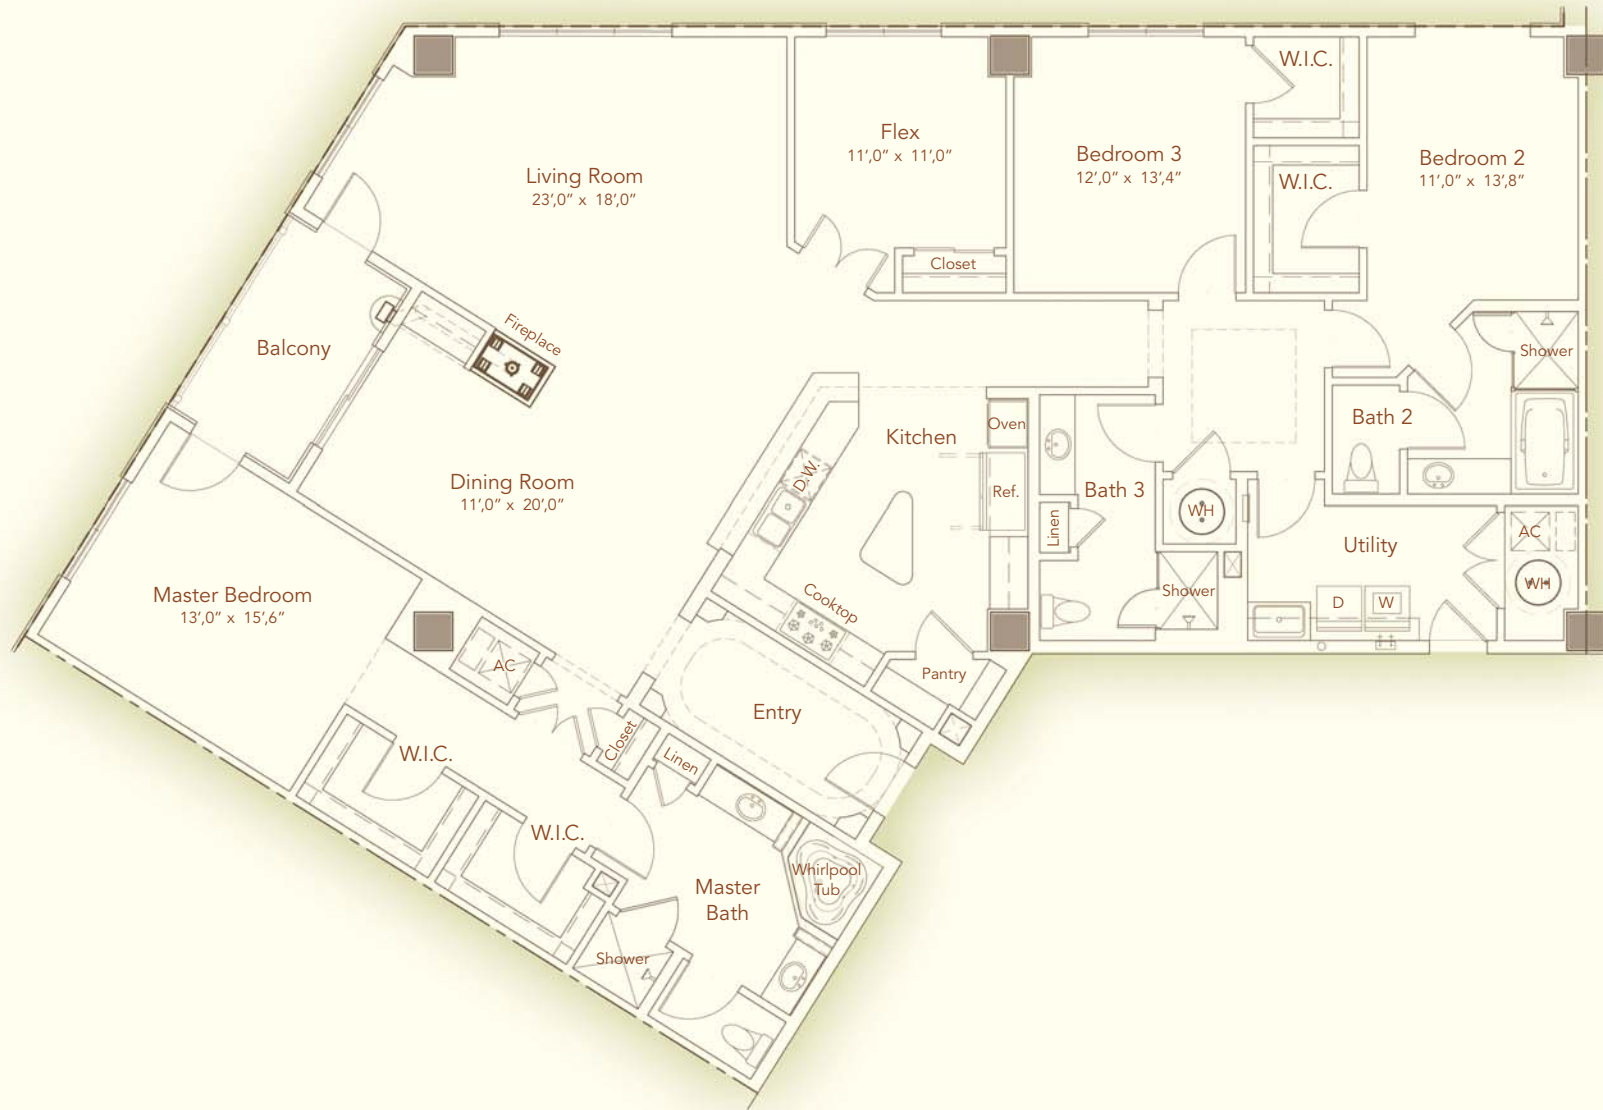 W.I.C.
Flex
11',0" x 11',0"
Bedroom 3
12',0" x 13',4"
Bedroom 2
11',0" x 13',8"
Living Room
23',0" x 18',0"
W.I.C.
Closet
Fireplace
Balcony
Shower
Bath 2
Oven
Kitchen
D.W.
Dining Room
11',0" x 20',0"
Ref.
Bath 3
WH
Linen
AC
Utility
WH
Master Bedroom
13',0" x 15',6"
Cooktop
Shower
D
W
AC
Pantry
Entry
Closet
W.I.C.
Linen
W.I.C.
Whirlpool
Tub
Master
Bath
Shower